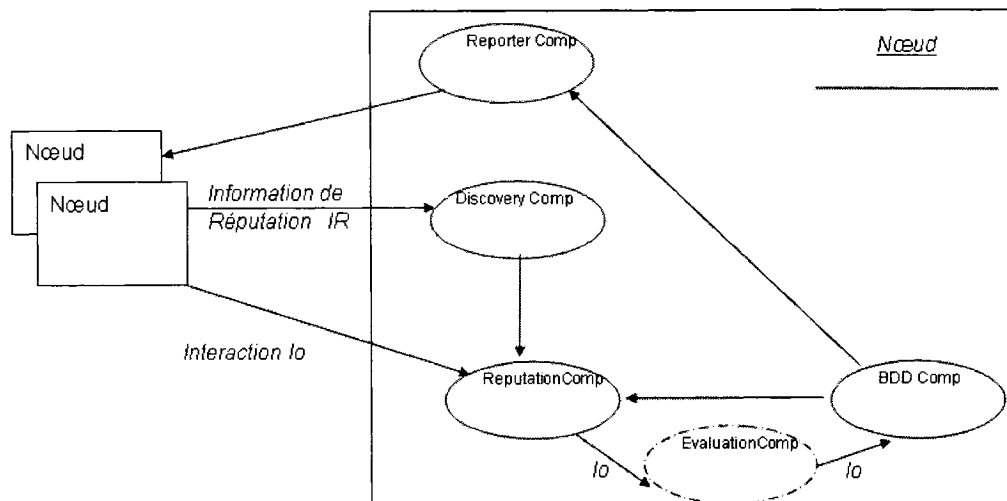 Reporter Comp
Nœud
Nœud
Nœud
Information de
Réputation IR
Discovery Comp
Interaction Io
ReputationComp
BDD Comp
EvaluationComp
Io
Io